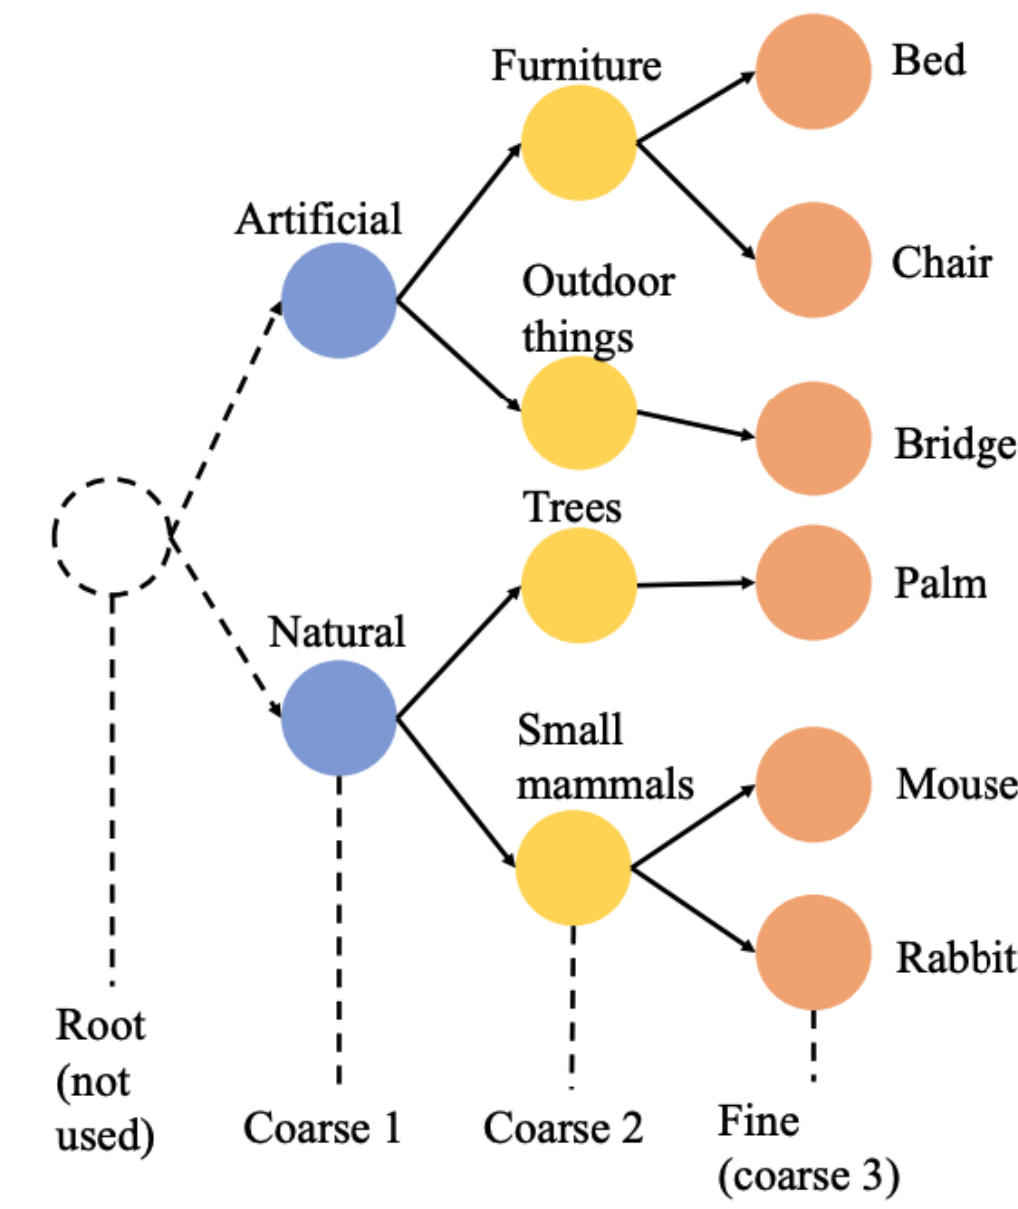 Furniture
Bed
Artificial
Chair
Outdoor
things
Bridge
Trees
Palm
Natural
Small
mammals
Mouse
Rabbit
Root
(not
used)
Coarse 1
Coarse 2
Fine
(coarse 3)